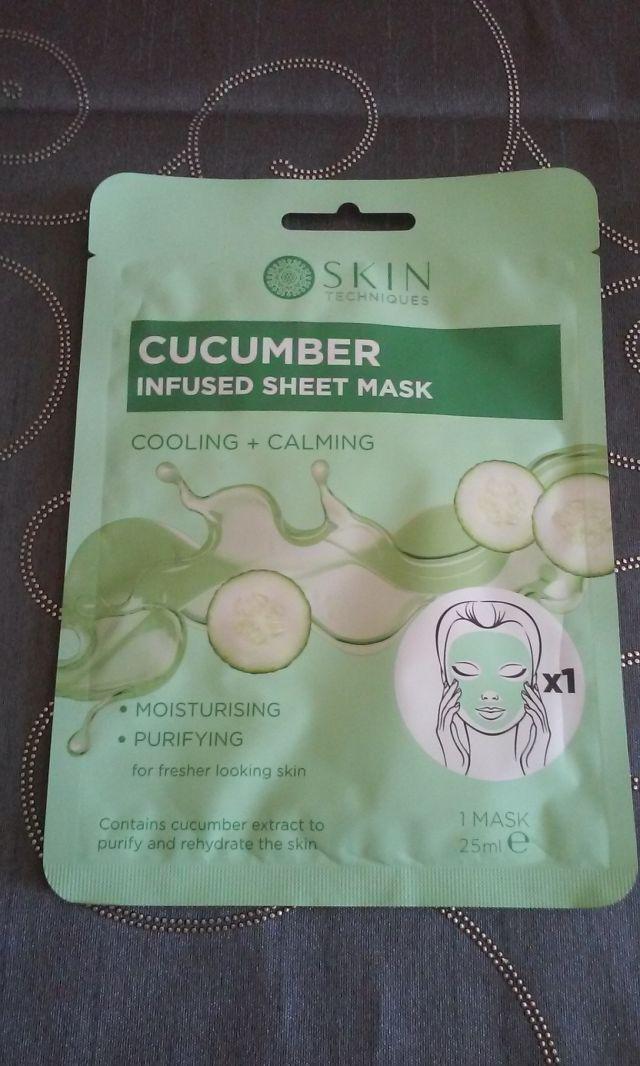 SKIN
TECHNIQUES
CUCUMBER
INFUSED SHEET MASK
COOLING + CALMING
x1
• MOISTURISING
• PURIFYING
for fresher looking skin
Contains cucumber extract to
purify and rehydrate the skin
1 MASK
25ml ℮